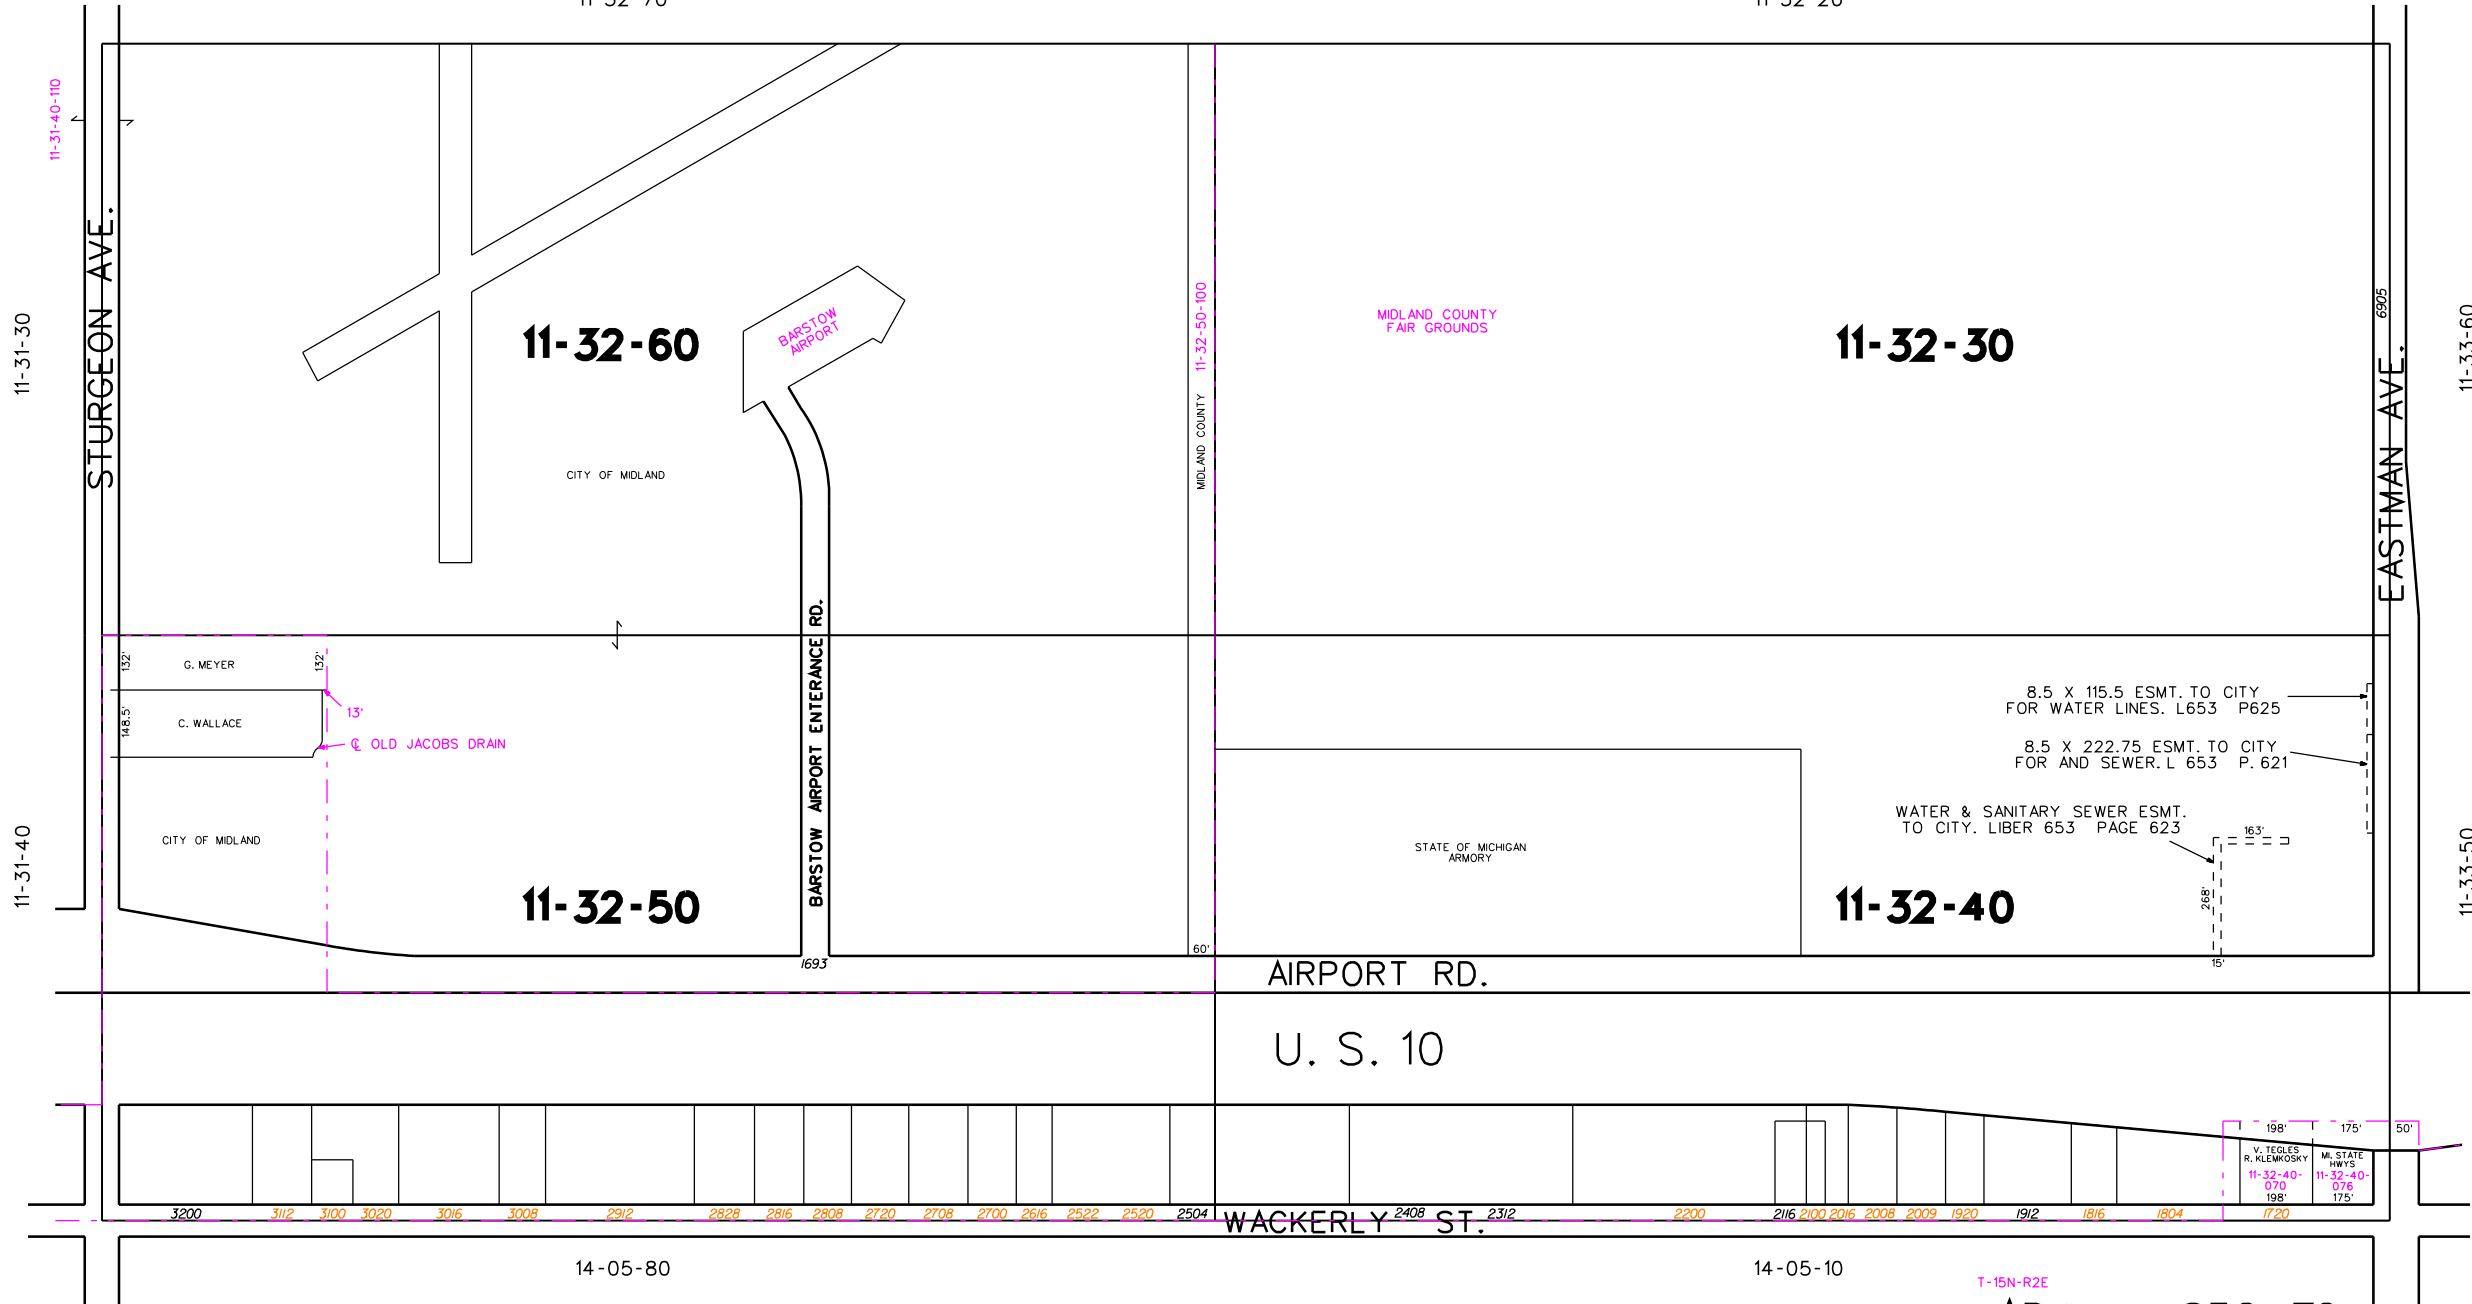 11-31-40-110
STURGEON AVE.
11-31-30
11-31-40
11-32-60
BARSTOW
AIRPORT
CITY OF MIDLAND
MIDLAND COUNTY 11-32-50-100
MIDLAND COUNTY
FAIR GROUNDS
11-32-30
6905
EASTMAN AVE.
11-33-60
11-33-50
132'
G. MEYER
132'
148.5'
C. WALLACE
13'
℄ OLD JACOBS DRAIN
CITY OF MIDLAND
11-32-50
BARSTOW AIRPORT ENTERANCE RD.
1693
60'
8.5 X 115.5 ESMT. TO CITY
FOR WATER LINES. L653 P625
8.5 X 222.75 ESMT. TO CITY
FOR AND SEWER. L 653 P. 621
WATER & SANITARY SEWER ESMT.
TO CITY. LIBER 653 PAGE 623
163'
268'
15'
STATE OF MICHIGAN
ARMORY
11-32-40
AIRPORT RD.
U. S. 10
198' 175' 50'
V. TEGLES
R. KLEMKOSKY
11-32-40-
070
198'
MI. STATE
HWYS
11-32-40-
076
175'
3200 3112 3100 3020 3016 3008 2912 2828 2816 2808 2720 2708 2700 2616 2522 2520 2504 2408 2312 2200 2116 2100 2016 2008 2009 1920 1912 1816 1804 1720
WACKERLY ST.
14-05-80
14-05-10
T-15N-R2E